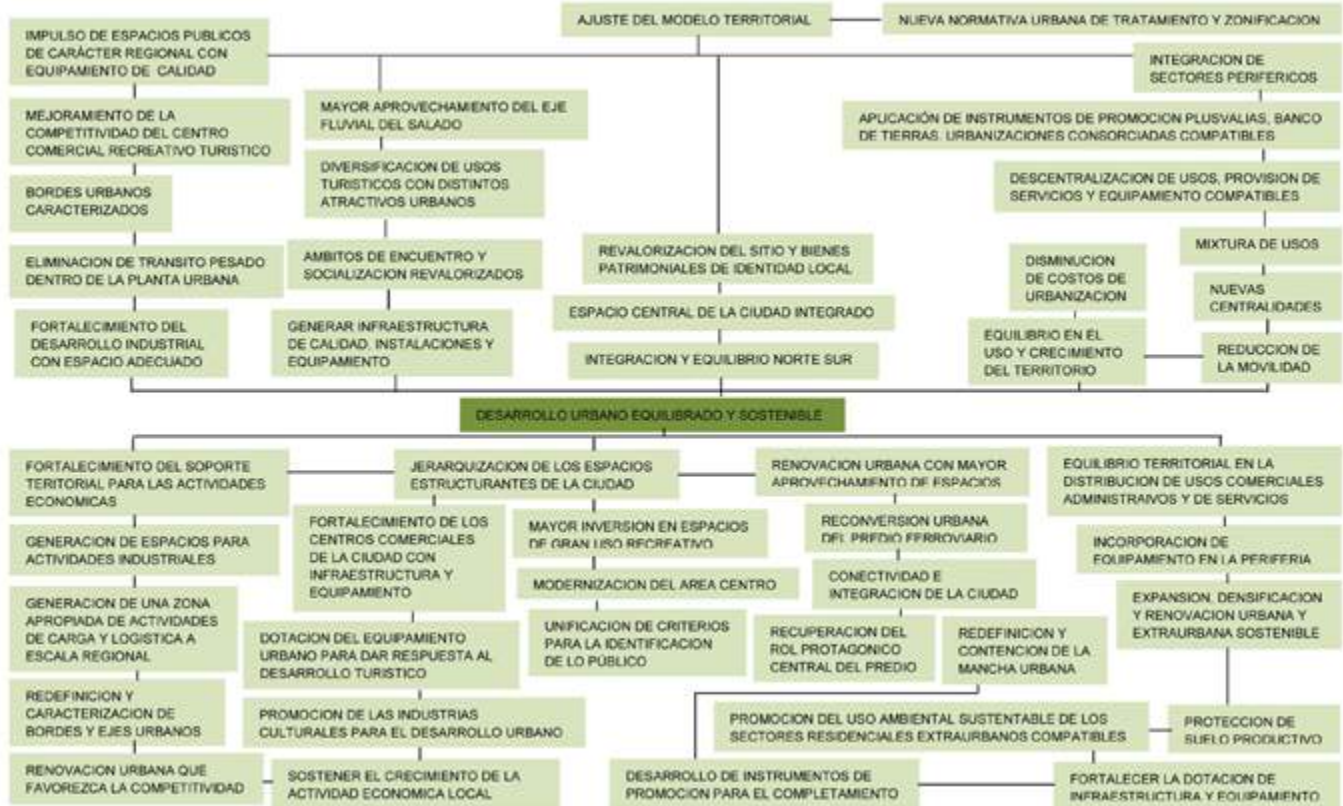 AJUSTE DEL MODELO TERRITORIAL
NUEVA NORMATIVA URBANA DE TRATAMIENTO Y ZONIFICACION
IMPULSO DE ESPACIOS PUBLICOS
DE CARÀCTER REGIONAL CON
EQUIPAMIENTO DE CALIDAD
MEJORAMIENTO DE LA
COMPETITIVIDAD DEL CENTRO
COMERCIAL RECREATIVO TURISTICO
BORDES URBANOS
CARACTERIZADOS
ELIMINACION DE TRANSITO PESADO
DENTRO DE LA PLANTA URBANA
FORTALECIMIENTO DEL
DESARROLLO INDUSTRIAL
CON ESPACIO ADECUADO
MAYOR APROVECHAMIENTO DEL EJE
FLUVIAL DEL SALADO
DIVERSIFICACION DE USOS
TURISTICOS CON DISTINTOS
ATRACTIVOS URBANOS
AMBITOS DE ENCUENTRO Y
SOCIALIZACION REVALORIZADOS
GENERAR INFRAESTRUCTURA
DE CALIDAD, INSTALACIONES Y
EQUIPAMIENTO
REVALORIZACION DEL SITIO Y BIENES
PATRIMONIALES DE IDENTIDAD LOCAL
ESPACIO CENTRAL DE LA CIUDAD INTEGRADO
INTEGRACION Y EQUILIBRIO NORTE SUR
INTEGRACION DE
SECTORES PERIFERICOS
APLICACIÓN DE INSTRUMENTOS DE PROMOCION PLUSVALIAS, BANCO
DE TIERRAS. URBANIZACIONES CONSORCIADAS COMPATIBLES
DESCENTRALIZACION DE USOS, PROVISION DE
SERVICIOS Y EQUIPAMIENTO COMPATIBLES
MIXTURA DE USOS
NUEVAS
CENTRALIDADES
REDUCCION DE
LA MOVILIDAD
DISMINUCION
DE COSTOS DE
URBANIZACION
EQUILIBRIO EN EL
USO Y CRECIMIENTO
DEL TERRITORIO
DESARROLLO URBANO EQUILIBRADO Y SOSTENIBLE
FORTALECIMIENTO DEL SOPORTE
TERITORIAL PARA LAS ACTIVIDADES
ECONOMICAS
GENERACION DE ESPACIOS PARA
ACTIVIDADES INDUSTRIALES
GENERACION DE UNA ZONA
APROPIADA DE ACTIVIDADES
DE CARGA Y LOGISTICA A
ESCALA REGIONAL
REDEFINICION Y
CARACTERIZACION DE
BORDES Y EJES URBANOS
RENOVACION URBANA QUE
FAVOREZCA LA COMPETITIVIDAD
JERARQUIZACION DE LOS ESPACIOS
ESTRUCTURANTES DE LA CIUDAD
FORTALECIMIENTO DE LOS
CENTROS COMERCIALES
DE LA CIUDAD CON
INFRAESTRUCTURA Y
EQUIPAMIENTO
DOTACION DEL EQUIPAMIENTO
URBANO PARA DAR RESPUESTA AL
DESARROLLO TURISTICO
PROMOCION DE LAS INDUSTRIAS
CULTURALES PARA EL DESARROLLO URBANO
SOSTENER EL CRECIMIENTO DE LA
ACTIVIDAD ECONOMICA LOCAL
MAYOR INVERSION EN ESPACIOS
DE GRAN USO RECREATIVO
MODERNIZACION DEL AREA CENTRO
UNIFICACION DE CRITERIOS
PARA LA IDENTIFICACION
DE LO PÚBLICO
RENOVACION URBANA CON MAYOR
APROVECHAMIENTO DE ESPACIOS
RECONVERSION URBANA
DEL PREDIO FERROVIARIO
CONECTIVIDAD E
INTEGRACION DE LA CIUDAD
RECUPERACION DEL
ROL PROTAGONICO
CENTRAL DEL PREDIO
REDEFINICION Y
CONTENCION DE LA
MANCHA URBANA
EQUILIBRIO TERRITORIAL EN LA
DISTRIBUCION DE USOS COMERCIALES
ADMINISTRAIVOS Y DE SERVICIOS
INCORPORACION DE
EQUIPAMIENTO EN LA PERIFERIA
EXPANSION, DENSIFICACION
Y RENOVACION URBANA Y
EXTRAURBANA SOSTENIBLE
PROTECCION DE
SUELO PRODUCTIVO
PROMOCION DEL USO AMBIENTAL SUSTENTABLE DE LOS
SECTORES RESIDENCIALES EXTRAURBANOS COMPATIBLES
DESARROLLO DE INSTRUMENTOS DE
PROMOCION PARA EL COMPLETAMIENTO
FORTALECER LA DOTACION DE
INFRAESTRUCTURA Y EQUIPAMIENTO